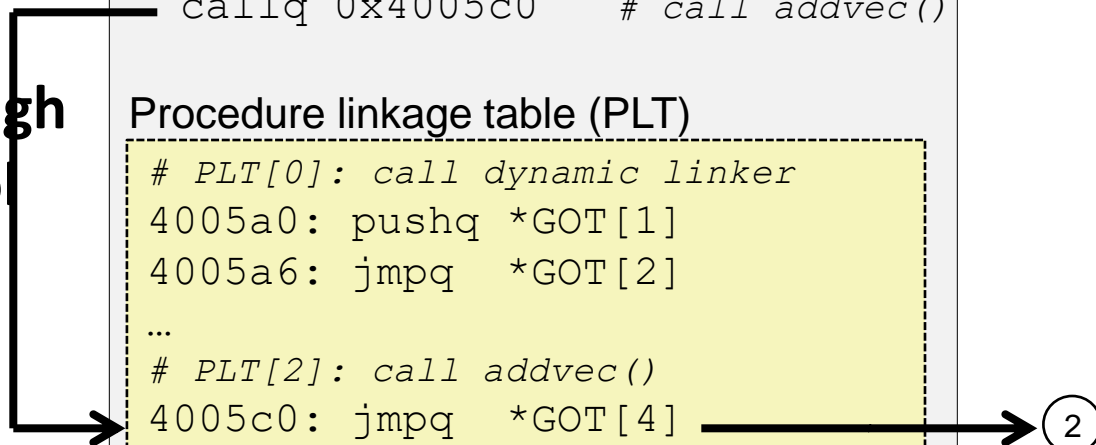 callq 0x4005c0 # call addvec()
gh
Procedure linkage table (PLT)
# PLT[0]: call dynamic linker
4005a0: pushq *GOT[1]
4005a6: jmpq *GOT[2]
…
# PLT[2]: call addvec()
4005c0: jmpq *GOT[4]
2